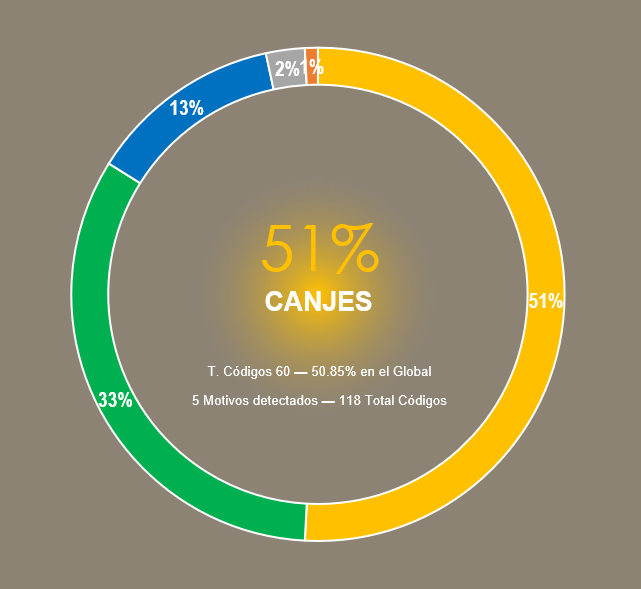 2%
1%
13%
51%
CANJES
51%
T. Códigos 60 — 50.85% en el Global
33%
5 Motivos detectados — 118 Total Códigos